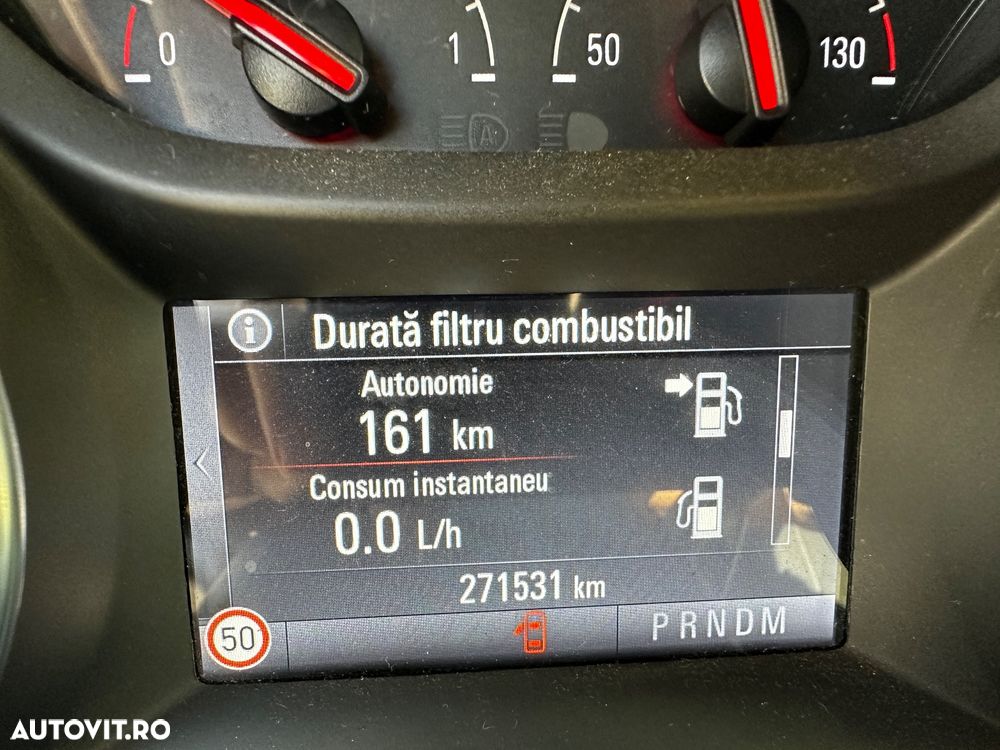 0 1 50 130
A
i Durată filtru combustibil
Autonomie
161 km
Consum instantaneu
0.0 L/h
271531 km
50 PRNDM
AUTOVIT.RO